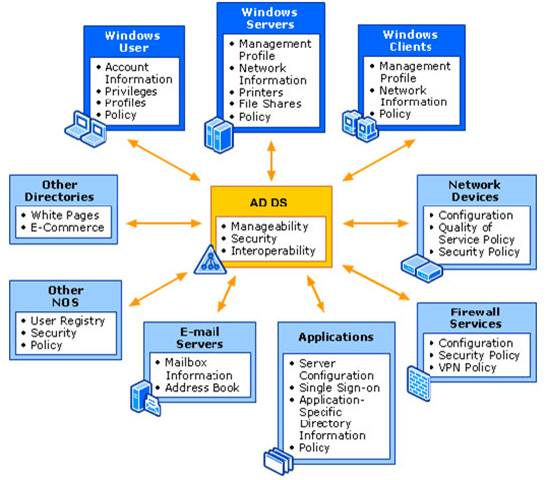 Windows
User
• Account
Information
• Privileges
• Profiles
• Policy
Windows
Servers
• Management
Profile
• Network
Information
• Printers
• File Shares
• Policy
Windows
Clients
• Management
Profile
• Network
Information
• Policy
Other
Directories
• White Pages
• E-Commerce
AD DS
• Manageability
• Security
• Interoperability
Network
Devices
• Configuration
• Quality of
Service Policy
• Security Policy
Other
NOS
• User Registry
• Security
• Policy
E-mail
Servers
• Mailbox
Information
• Address Book
Applications
• Server
Configuration
• Single Sign-on
• Application-
Specific
Directory
Information
• Policy
Firewall
Services
• Configuration
• Security Policy
• VPN Policy